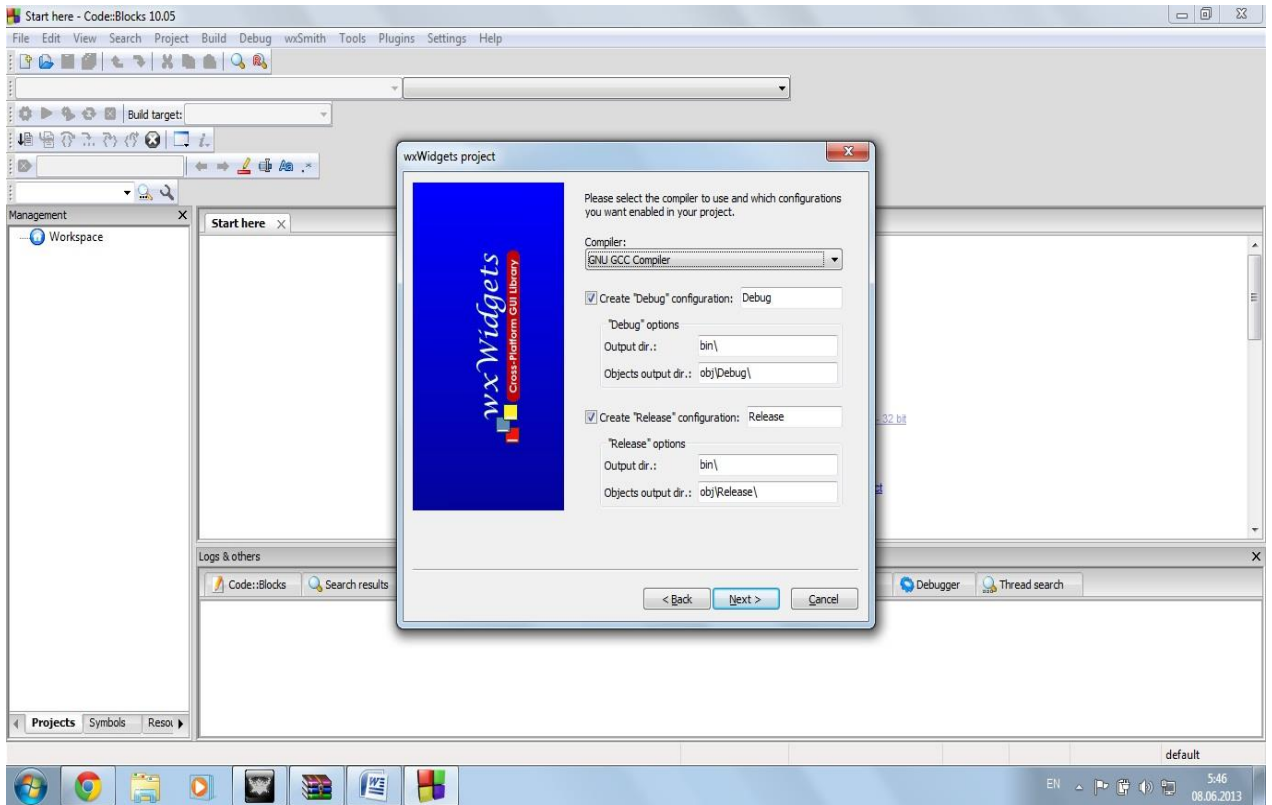 Start here - Code::Blocks 10.05
File Edit View Search Project Build Debug wxSmith Tools Plugins Settings Help
Build target:
Management
Workspace
Start here
wxWidgets project
wxWidgets
Cross-Platform GUI Library
Please select the compiler to use and which configurations
you want enabled in your project.
Compiler:
GNU GCC Compiler
Create "Debug" configuration: Debug
"Debug" options
Output dir.: bin\
Objects output dir.: obj\Debug\
Create "Release" configuration: Release
"Release" options
Output dir.: bin\
Objects output dir.: obj\Release\
< Back Next > Cancel
- 32 bit
Logs & others
Code::Blocks Search results Debugger Thread search
Projects Symbols
default
EN 5:46
08.06.2013